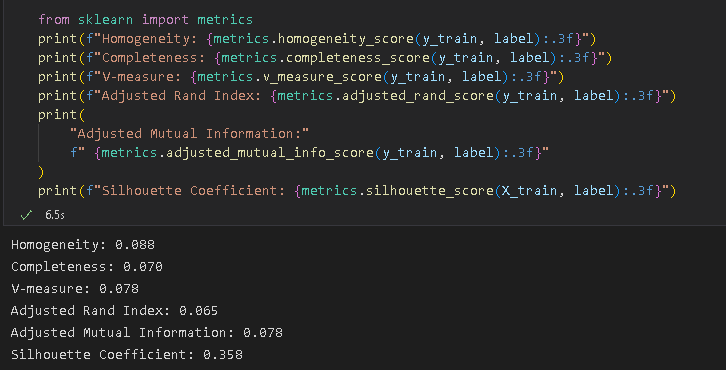 from sklearn import metrics
print(f"Homogeneity: {metrics.homogeneity_score(y_train, label):.3f}")
print(f"Completeness: {metrics.completeness_score(y_train, label):.3f}")
print(f"V-measure: {metrics.v_measure_score(y_train, label):.3f}")
print(f"Adjusted Rand Index: {metrics.adjusted_rand_score(y_train, label):.3f}")
print(
    "Adjusted Mutual Information:"
    f" {metrics.adjusted_mutual_info_score(y_train, label):.3f}"
)
print(f"Silhouette Coefficient: {metrics.silhouette_score(X_train, label):.3f}")
✓ 6.5s
Homogeneity: 0.088
Completeness: 0.070
V-measure: 0.078
Adjusted Rand Index: 0.065
Adjusted Mutual Information: 0.078
Silhouette Coefficient: 0.358